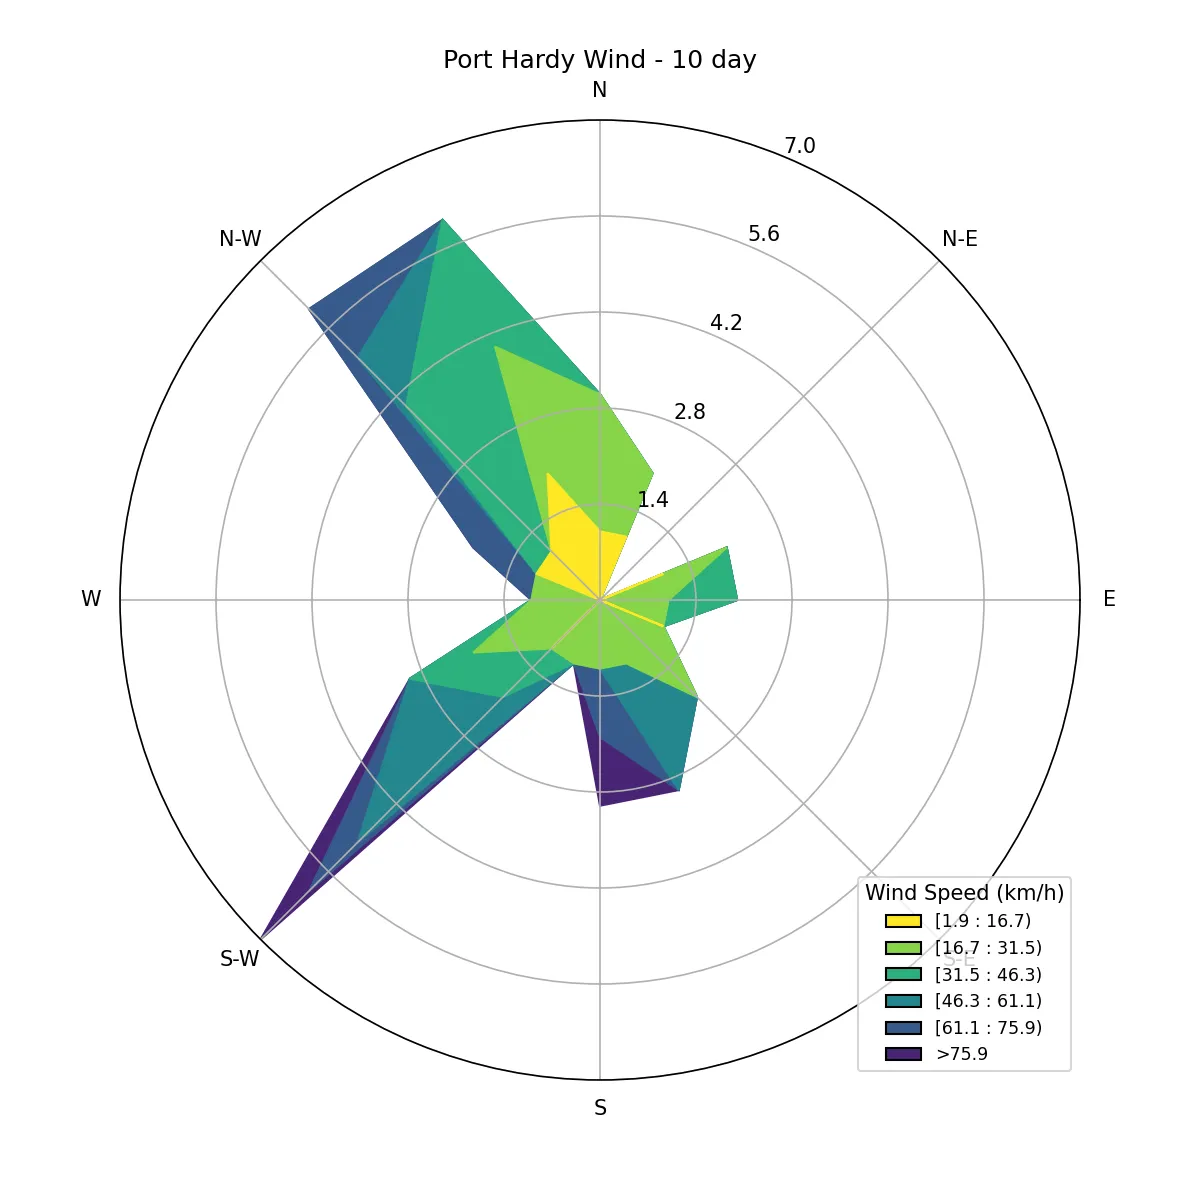 Port Hardy Wind - 10 day
N
7.0
N-W
5.6
N-E
4.2
2.8
1.4
W
E
S-W
S-E
S
Wind Speed (km/h)
[1.9 : 16.7)
[16.7 : 31.5)
[31.5 : 46.3)
[46.3 : 61.1)
[61.1 : 75.9)
>75.9